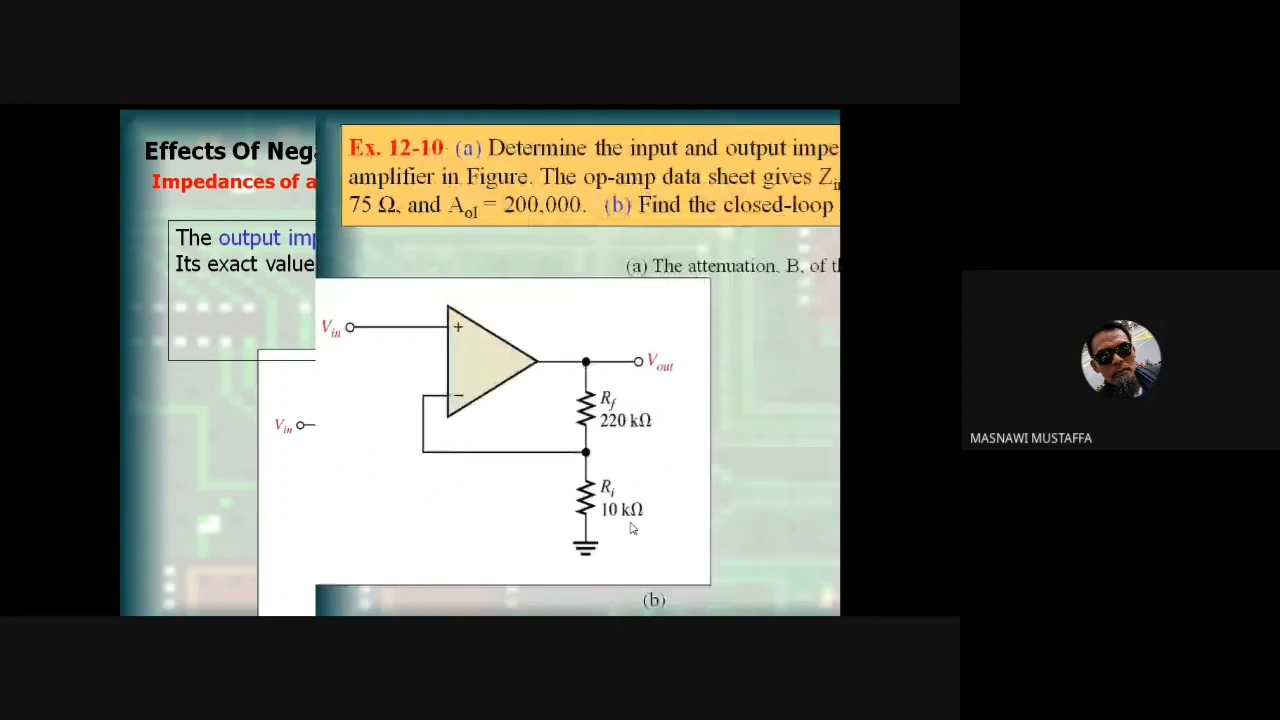 Effects Of Neg
Impedances of a
The output imp
Its exact value
Vin
Ex. 12-10 (a) Determine the input and output impe
amplifier in Figure. The op-amp data sheet gives Zin
75 Ω, and Aol = 200,000. (b) Find the closed-loop
(a) The attenuation, B, of th
Vin
+
−
Vout
Rf
220 kΩ
Ri
10 kΩ
(b)
MASNAWI MUSTAFFA